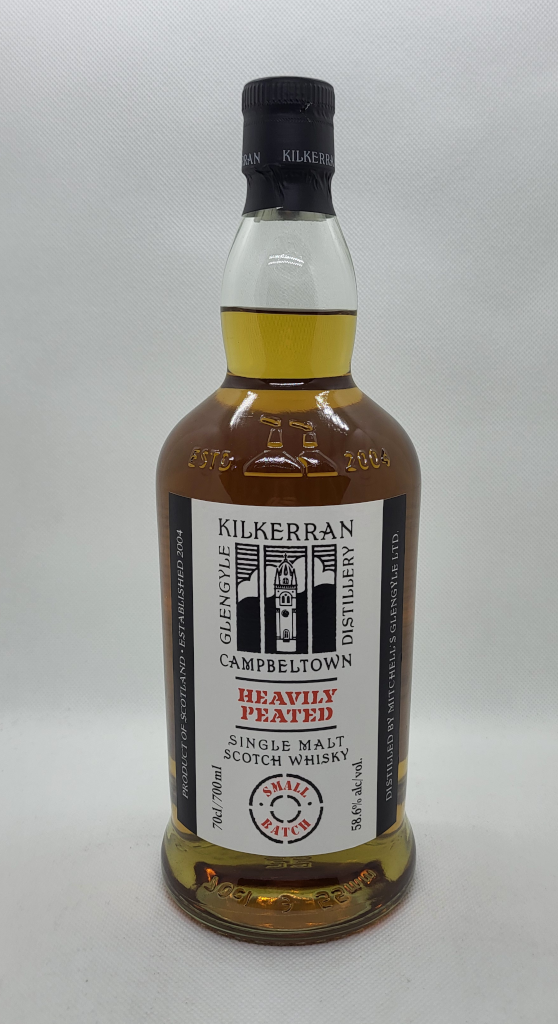 KILKERRAN
ESTD. 2004
KILKERRAN
GLENGYLE
DISTILLERY
CAMPBELTOWN
HEAVILY
PEATED
SINGLE MALT
SCOTCH WHISKY
SMALL
BATCH
70cl/700ml
58.6% alc/vol.
PRODUCT OF SCOTLAND • ESTABLISHED 2004
DISTILLED BY MITCHELL'S GLENGYLE LTD.